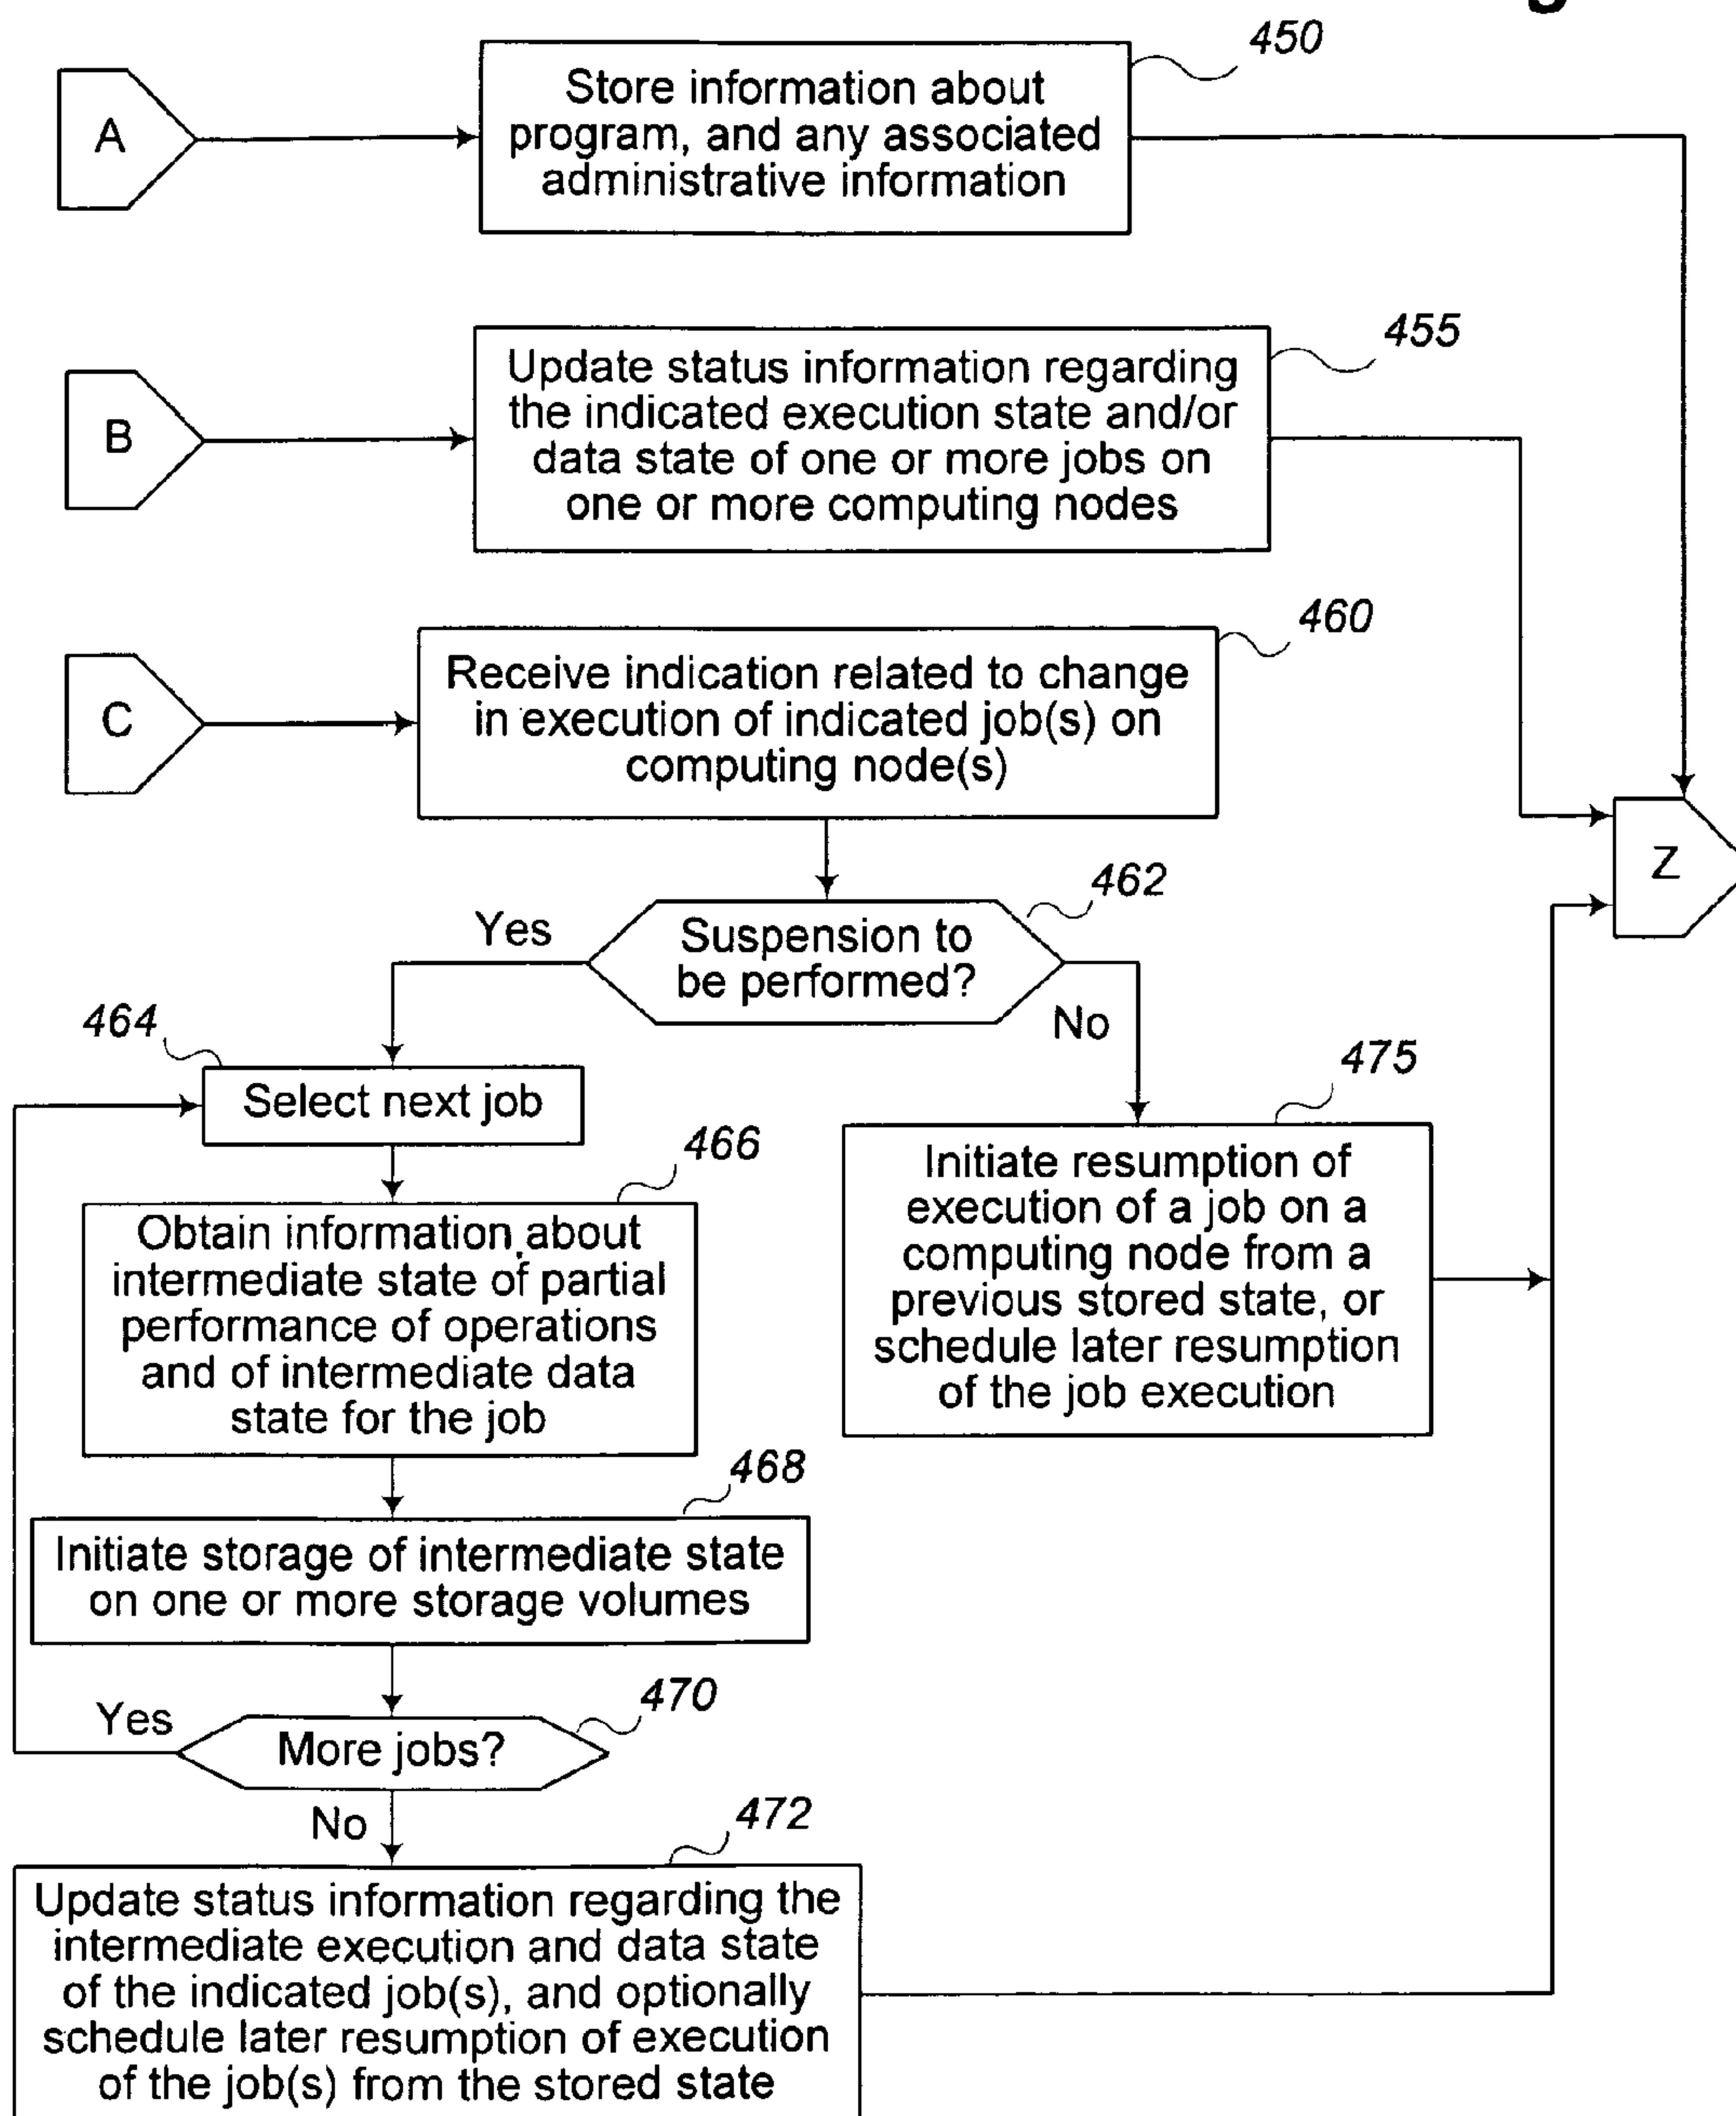 g
450
A
Store information about
program, and any associated
administrative information
455
B
Update status information regarding
the indicated execution state and/or
data state of one or more jobs on
one or more computing nodes
460
C
Receive indication related to change
in execution of indicated job(s) on
computing node(s)
Z
462
Yes
Suspension to
be performed?
No
464
Select next job
475
466
Initiate resumption of
execution of a job on a
computing node from a
previous stored state, or
schedule later resumption
of the job execution
Obtain information about
intermediate state of partial
performance of operations
and of intermediate data
state for the job
468
Initiate storage of intermediate state
on one or more storage volumes
470
Yes
More jobs?
No
472
Update status information regarding the
intermediate execution and data state
of the indicated job(s), and optionally
schedule later resumption of execution
of the job(s) from the stored state